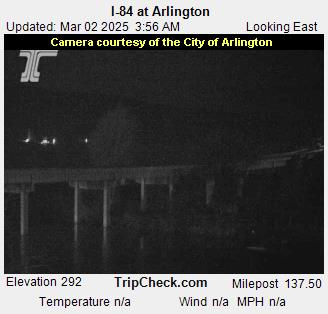 I-84 at Arlington
Updated: Mar 02 2025 3:56 AM Looking East
Camera courtesy of the City of Arlington
Elevation 292 TripCheck.com Milepost 137.50
Temperature n/a Wind n/a MPH n/a